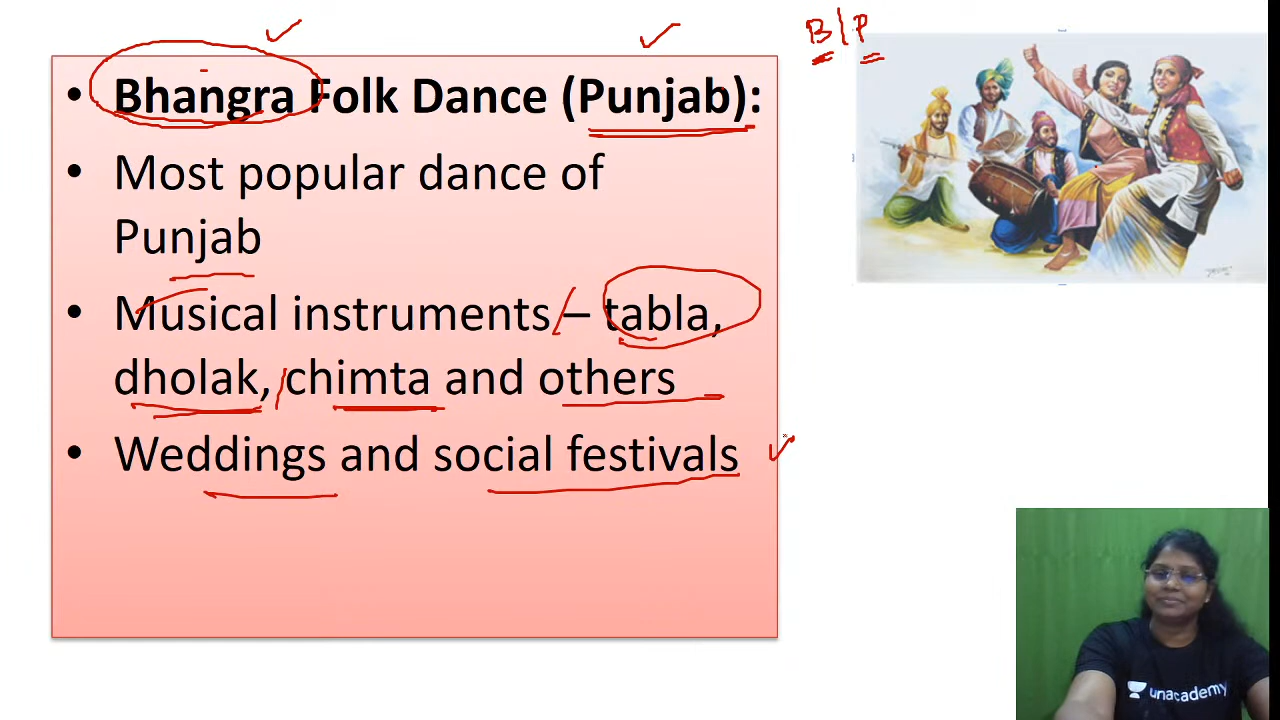 B/P
• Bhangra Folk Dance (Punjab):
• Most popular dance of
Punjab
• Musical instruments – tabla,
dholak, chimta and others
• Weddings and social festivals
unacademy